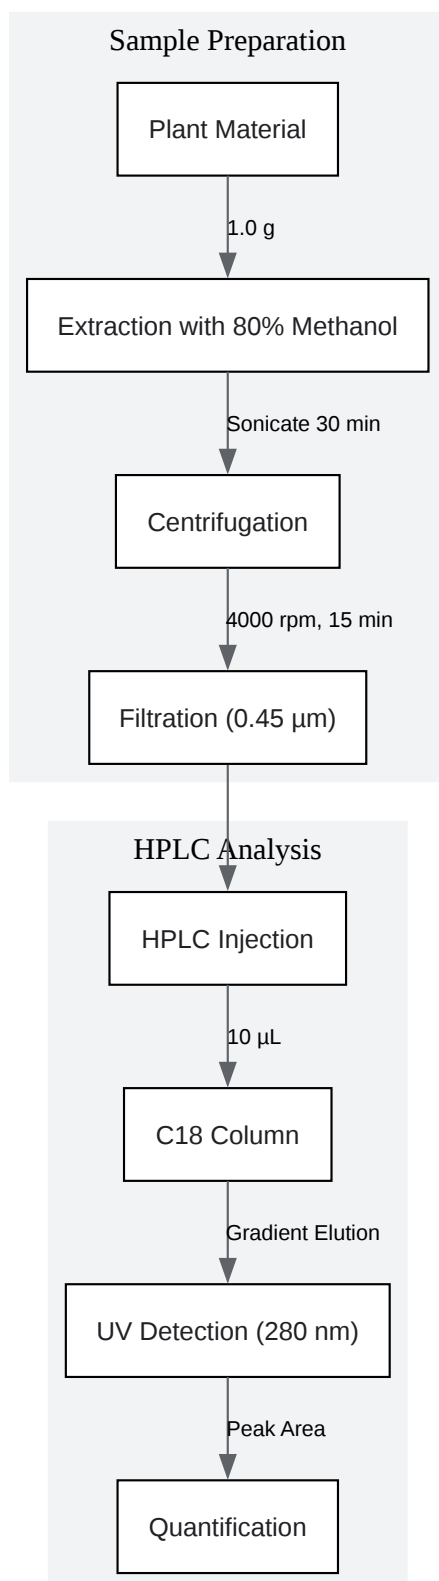 Sample Preparation
Plant Material
1.0 g
Extraction with 80% Methanol
Sonicate 30 min
Centrifugation
4000 rpm, 15 min
Filtration (0.45 µm)
HPLC Analysis
HPLC Injection
10 µL
C18 Column
Gradient Elution
UV Detection (280 nm)
Peak Area
Quantification